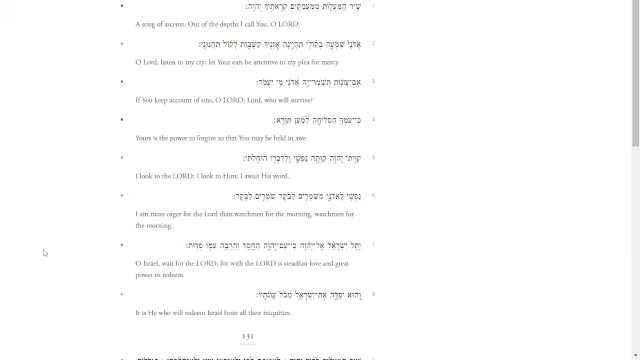 שִׁיר הַֽמַּעֲלוֹת מִמַּעֲמַקִּים קְרָאתִיךָ יְהוָֽה׃ 1
A song of ascents. Out of the depths I call You, O LORD.
אֲדֹנָי שִׁמְעָה בְקוֹלִי תִּהְיֶינָה אָזְנֶיךָ קַשֻּׁבוֹת לְקוֹל תַּחֲנוּנָֽי׃ 2
O Lord, listen to my cry; let Your ears be attentive to my plea for mercy.
אִם־עֲוֺנוֹת תִּשְׁמׇר־יָהּ אֲדֹנָי מִי יַעֲמֹֽד׃ 3
If You keep account of sins, O LORD, Lord, who will survive?
כִּֽי־עִמְּךָ הַסְּלִיחָה לְמַעַן תִּוָּרֵֽא׃ 4
Yours is the power to forgive so that You may be held in awe.
קִוִּיתִי יְהוָה קִוְּתָה נַפְשִׁי וְלִדְבָרוֹ הוֹחָֽלְתִּי׃ 5
I look to the LORD; I look to Him; I await His word.
נַפְשִׁי לַאדֹנָי מִשֹּׁמְרִים לַבֹּקֶר שֹׁמְרִים לַבֹּֽקֶר׃ 6
I am more eager for the Lord than watchmen for the morning, watchmen for
the morning.
יַחֵל יִשְׂרָאֵל אֶל־יְהוָה כִּֽי־עִם־יְהוָה הַחֶסֶד וְהַרְבֵּה עִמּוֹ פְדֽוּת׃ 7
O Israel, wait for the LORD; for with the LORD is steadfast love and great
power to redeem.
וְהוּא יִפְדֶּה אֶת־יִשְׂרָאֵל מִכֹּל עֲוֺנֹתָֽיו׃ 8
It is He who will redeem Israel from all their iniquities.
131